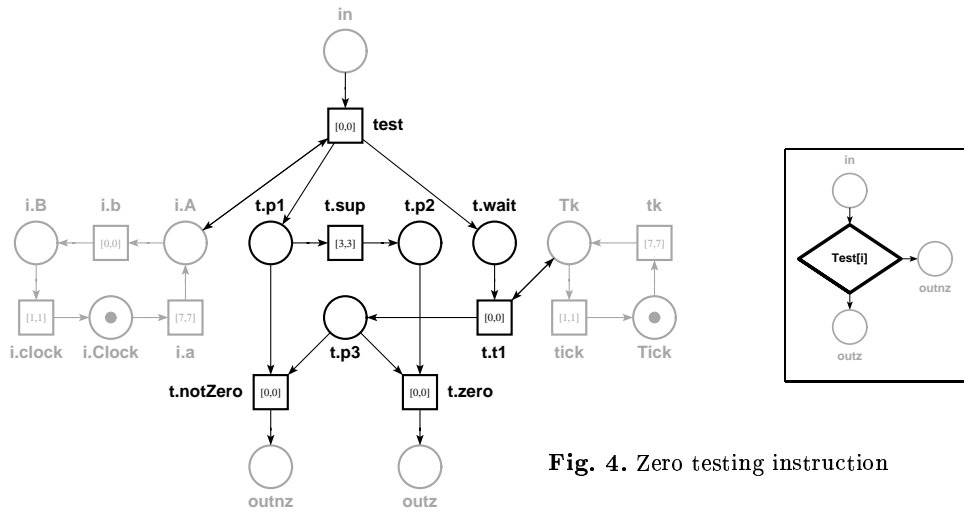 in
[0,0] test
i.B i.b i.A t.p1 t.sup t.p2 t.wait Tk tk
[0,0] [3,3] [7,7]
[1,1] [7,7] [0,0] [1,1]
i.clock i.Clock i.a t.p3 t.t1 tick Tick
t.notZero [0,0] [0,0] t.zero
outnz outz
in
Test[i]
outnz
outz
Fig. 4. Zero testing instruction